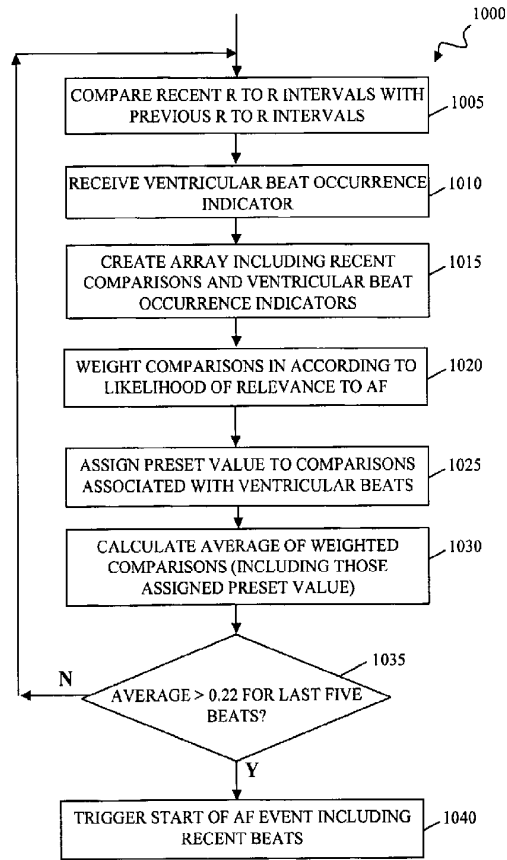 1000
COMPARE RECENT R TO R INTERVALS WITH
PREVIOUS R TO R INTERVALS
1005
RECEIVE VENTRICULAR BEAT OCCURRENCE
INDICATOR
1010
CREATE ARRAY INCLUDING RECENT
COMPARISONS AND VENTRICULAR BEAT
OCCURRENCE INDICATORS
1015
WEIGHT COMPARISONS IN ACCORDING TO
LIKELIHOOD OF RELEVANCE TO AF
1020
ASSIGN PRESET VALUE TO COMPARISONS
ASSOCIATED WITH VENTRICULAR BEATS
1025
CALCULATE AVERAGE OF WEIGHTED
COMPARISONS (INCLUDING THOSE
ASSIGNED PRESET VALUE)
1030
1035
N
AVERAGE > 0.22 FOR LAST FIVE
BEATS?
Y
TRIGGER START OF AF EVENT INCLUDING
RECENT BEATS
1040